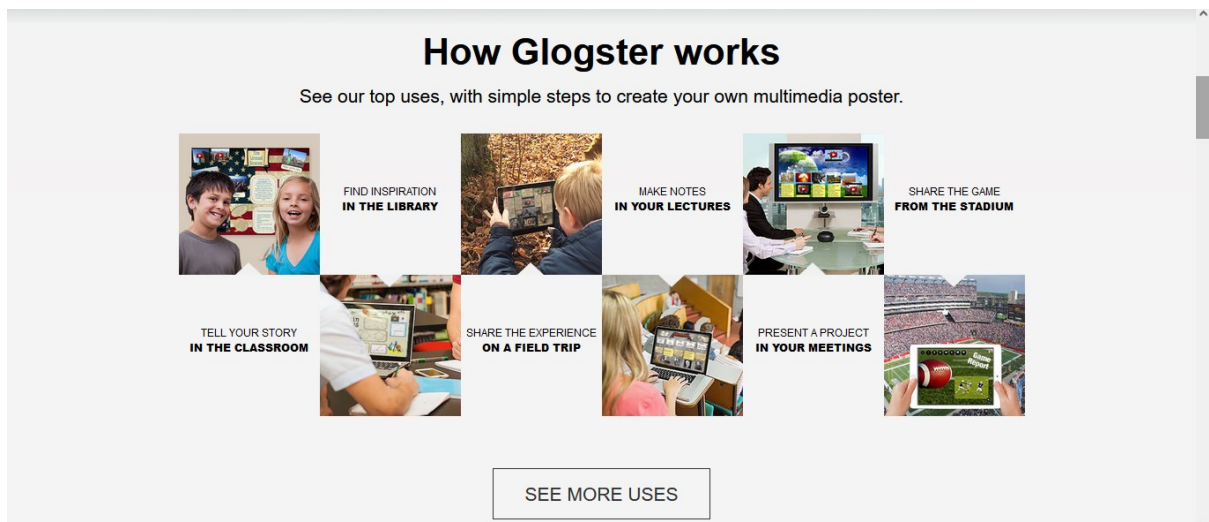 How Glogster works
See our top uses, with simple steps to create your own multimedia poster.
FIND INSPIRATION
IN THE LIBRARY
MAKE NOTES
IN YOUR LECTURES
SHARE THE GAME
FROM THE STADIUM
TELL YOUR STORY
IN THE CLASSROOM
SHARE THE EXPERIENCE
ON A FIELD TRIP
PRESENT A PROJECT
IN YOUR MEETINGS
Game
Report
SEE MORE USES